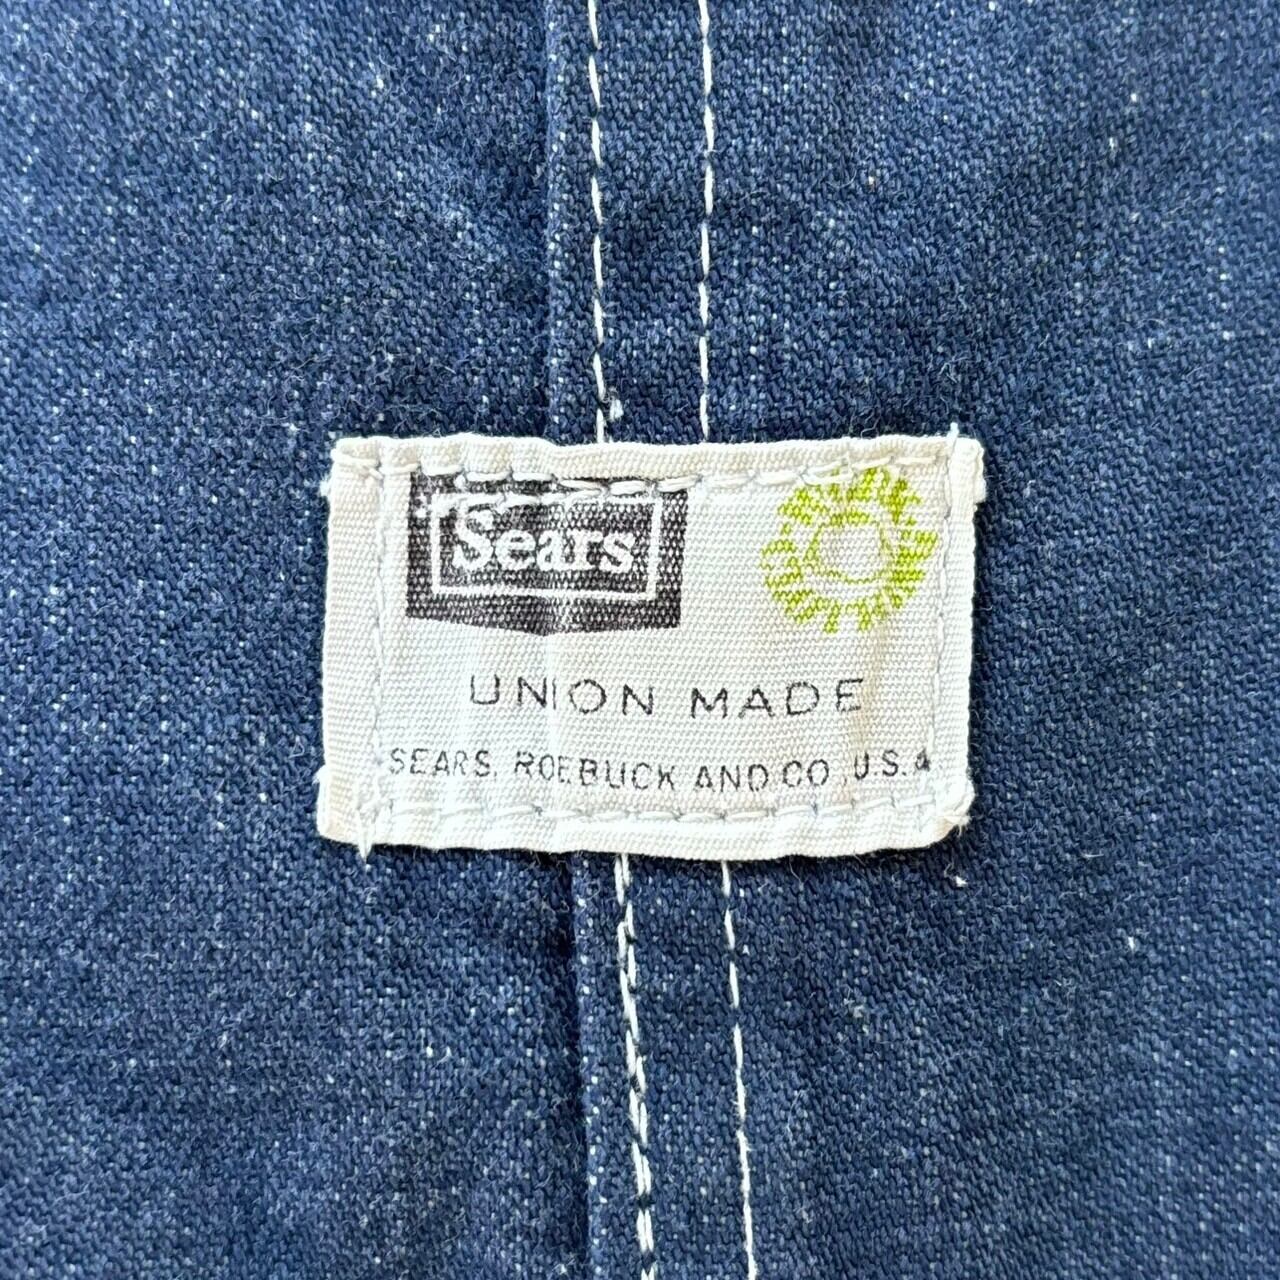 Sears
UNION MADE
SEARS, ROEBUCK AND CO., U.S.A